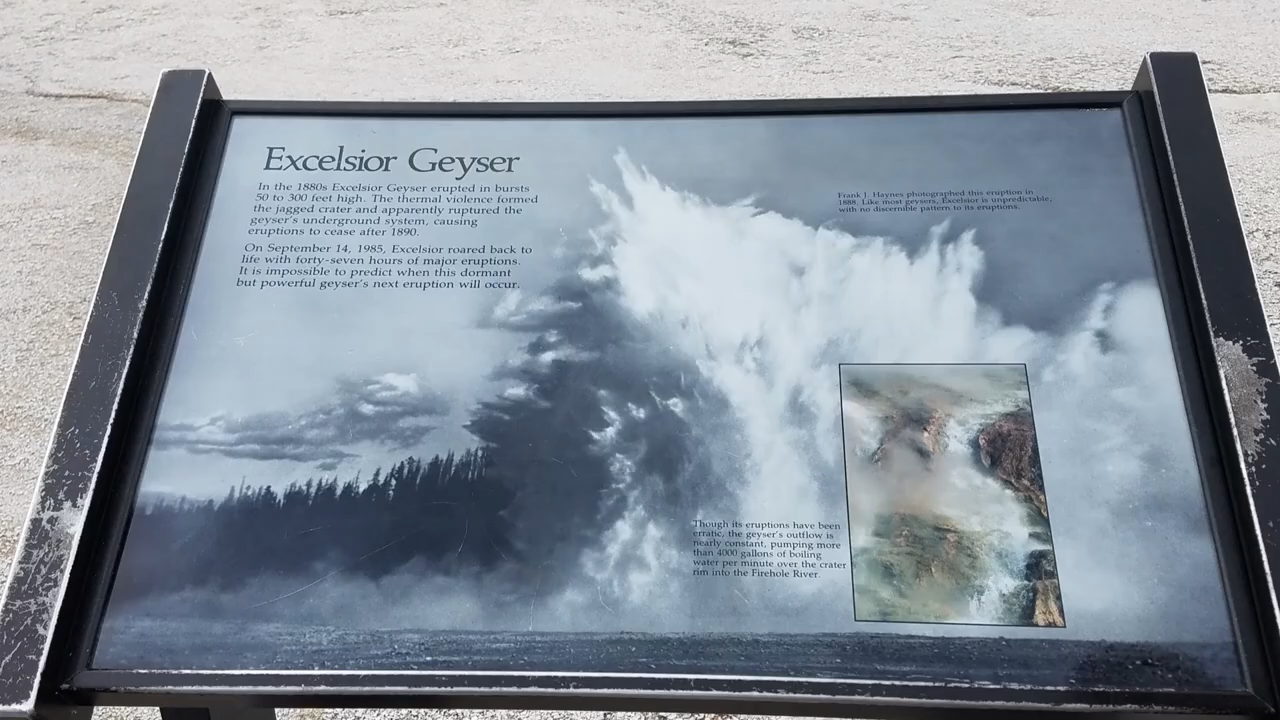 Excelsior Geyser
In the 1880s Excelsior Geyser erupted in bursts
50 to 300 feet high. The thermal violence formed
the jagged crater and apparently ruptured the
geyser's underground system, causing
eruptions to cease after 1890.
On September 14, 1985, Excelsior roared back to
life with forty-seven hours of major eruptions.
It is impossible to predict when this dormant
but powerful geyser's next eruption will occur.
Frank J. Haynes photographed this eruption in
1888. Like most geysers, Excelsior is unpredictable,
with no discernible pattern to its eruptions.
Though its eruptions have been
erratic, the geyser's outflow is
nearly constant, pumping more
than 4000 gallons of boiling
water per minute over the crater
rim into the Firehole River.